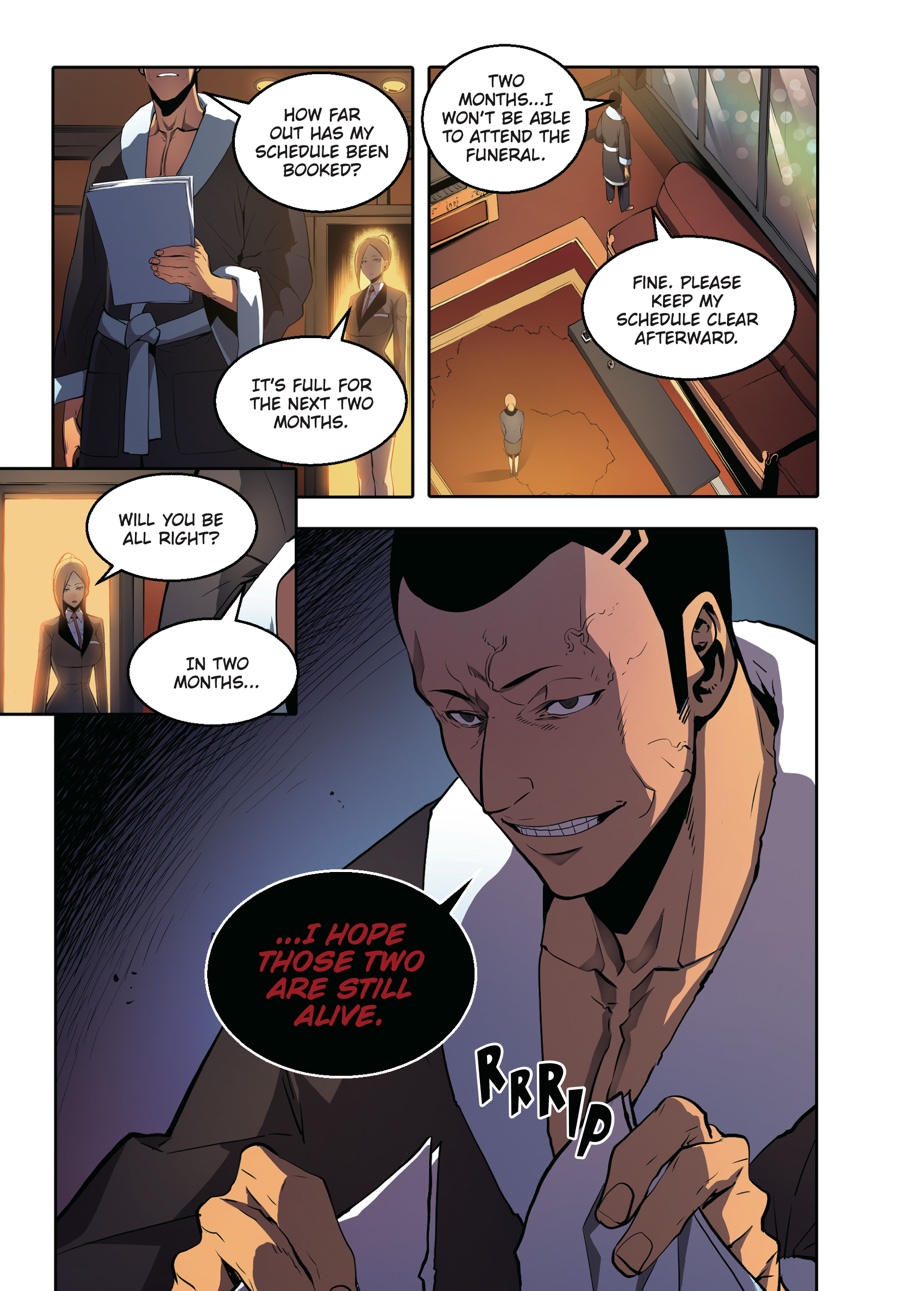 HOW FAR
OUT HAS MY
SCHEDULE BEEN
BOOKED?
IT'S FULL FOR
THE NEXT TWO
MONTHS.
TWO
MONTHS...I
WON'T BE ABLE
TO ATTEND THE
FUNERAL.
FINE. PLEASE
KEEP MY
SCHEDULE CLEAR
AFTERWARD.
WILL YOU BE
ALL RIGHT?
IN TWO
MONTHS...
...I HOPE
THOSE TWO
ARE STILL
ALIVE.
RRRIP